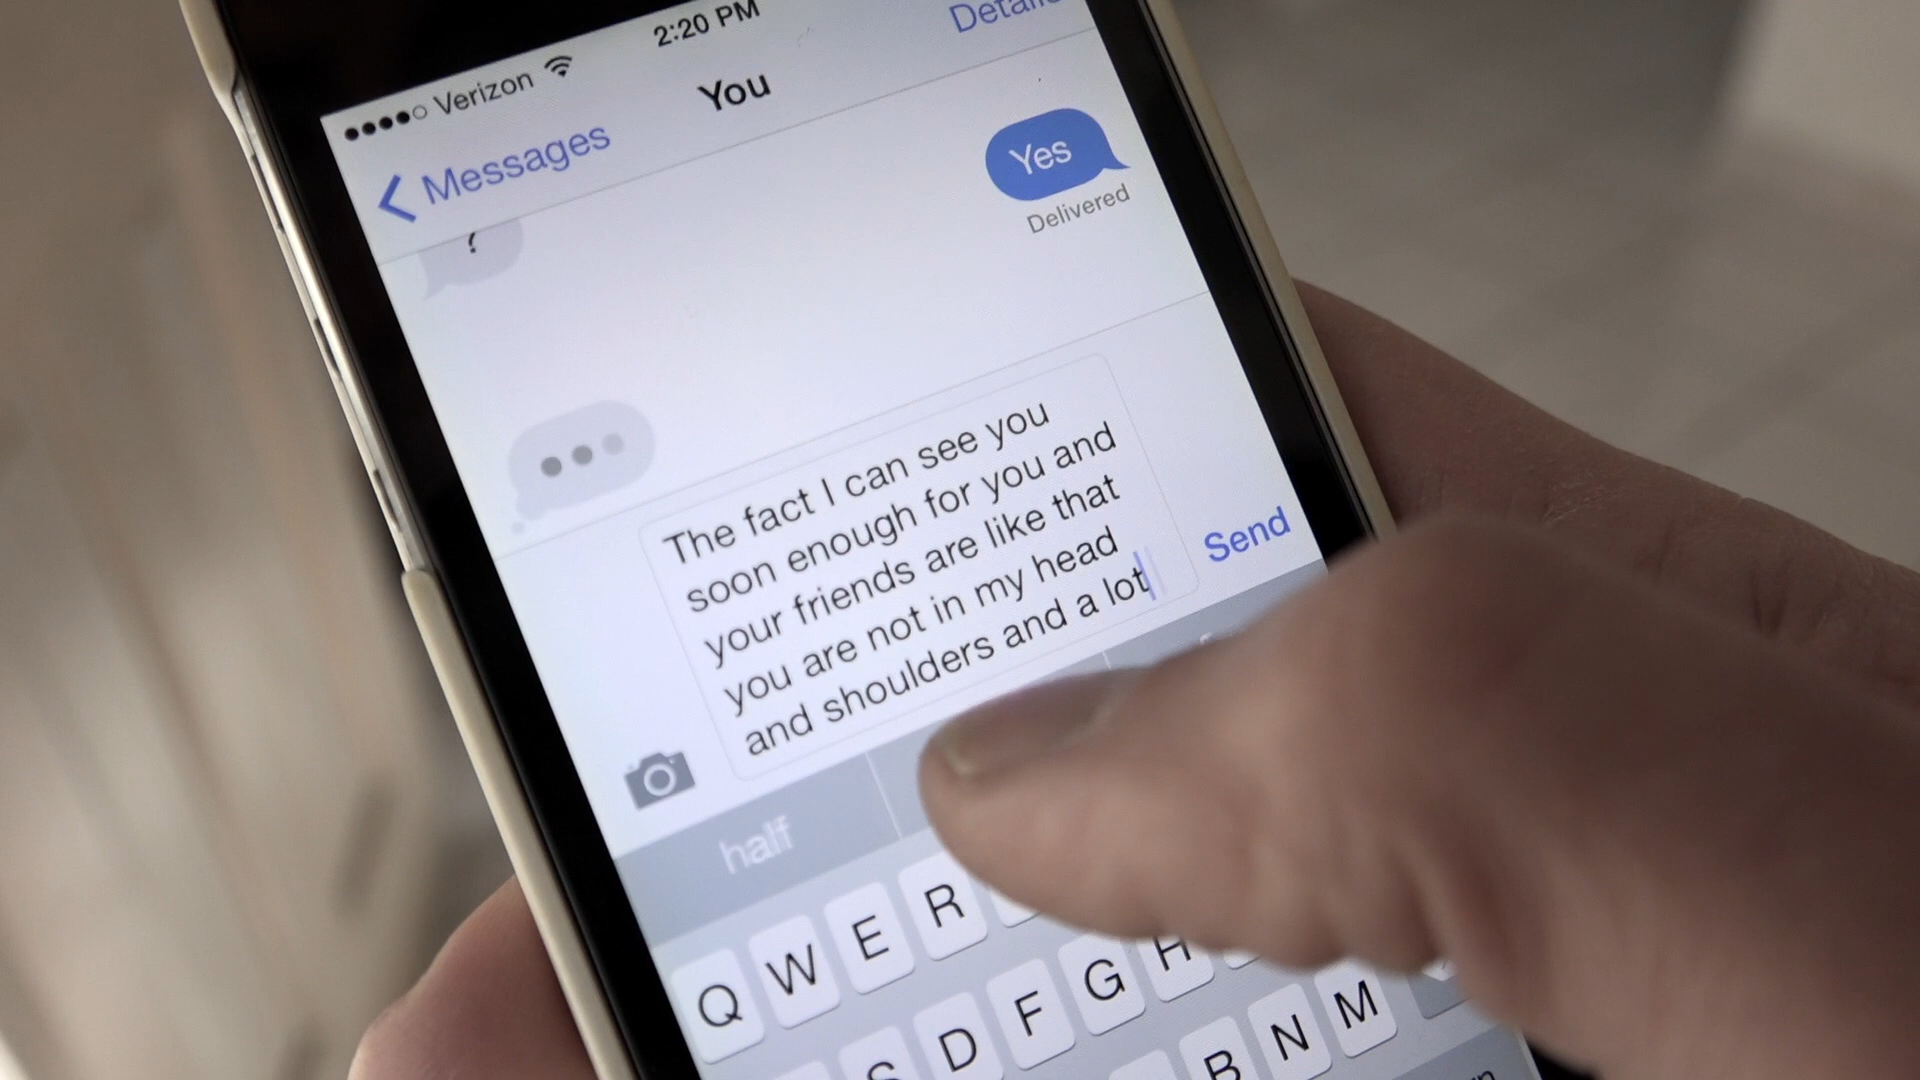 Verizon 2:20 PM
Messages You Details
?
Yes
Delivered
The fact I can see you
soon enough for you and
your friends are like that
you are not in my head
and shoulders and a lot
Send
half
Q W E R
S D F G H
B N M